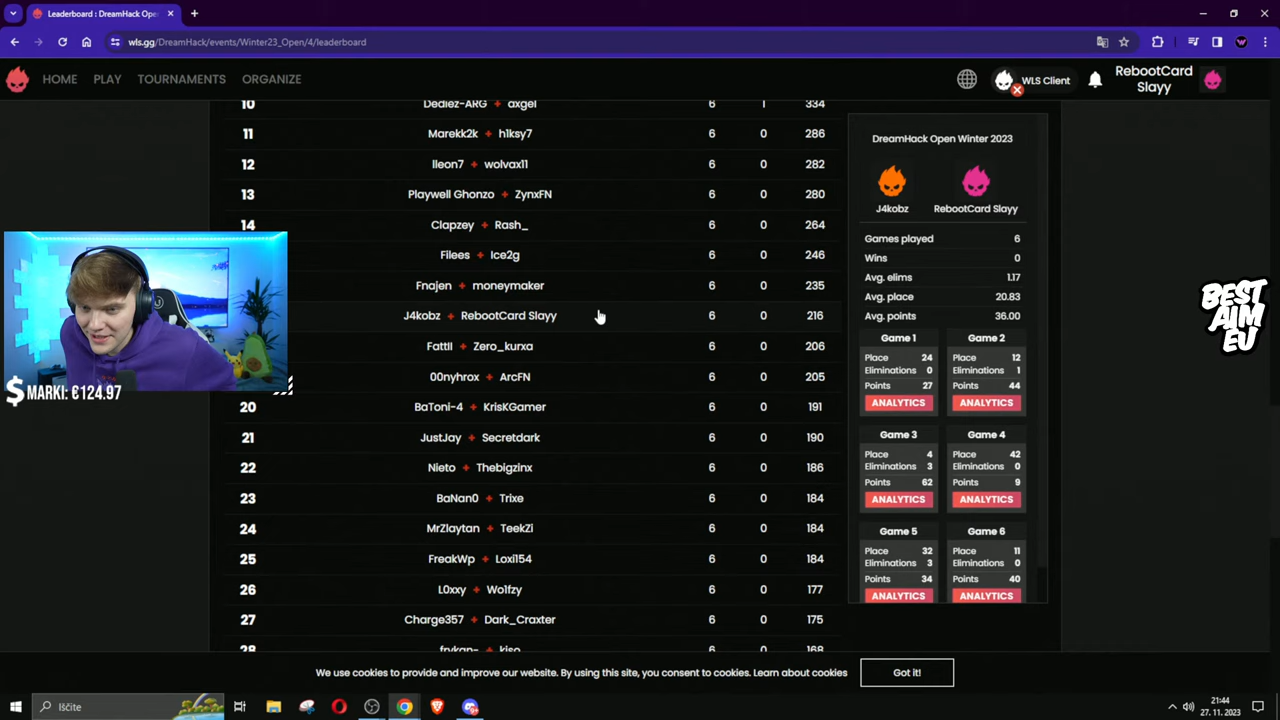 Leaderboard : DreamHack Ope
wls.gg/DreamHack/events/Winter23_Open/4/leaderboard
HOME PLAY TOURNAMENTS ORGANIZE WLS Client RebootCard Slayy
10 Dediez-ARG + axgel 6 1 334
11 Marekk2k + h1ksy7 6 0 286
12 lleon7 + wolvax11 6 0 282
13 Playwell Ghonzo + ZynxFN 6 0 280
14 Clapzey + Rash_ 6 0 264
Filees + Ice2g 6 0 246
Fnajen + moneymaker 6 0 235
J4kobz + RebootCard Slayy 6 0 216
Fattll + Zero_kurxa 6 0 206
00nyhrox + ArcFN 6 0 205
20 BaToni-4 + KrisKGamer 6 0 191
21 JustJay + Secretdark 6 0 190
22 Nieto + Thebigzinx 6 0 186
23 BaNan0 + Trixe 6 0 184
24 MrZlaytan + TeekZi 6 0 184
25 FreakWp + Loxi154 6 0 184
26 L0xxy + Wo1fzy 6 0 177
27 Charge357 + Dark_Craxter 6 0 175
28 frykan- + kiso 6 0 168
DreamHack Open Winter 2023
J4kobz RebootCard Slayy
Games played 6
Wins 0
Avg. elims 1.17
Avg. place 20.83
Avg. points 36.00
Game 1 Game 2
Place 24 Place 12
Eliminations 0 Eliminations 1
Points 27 Points 44
ANALYTICS ANALYTICS
Game 3 Game 4
Place 4 Place 42
Eliminations 3 Eliminations 0
Points 62 Points 9
ANALYTICS ANALYTICS
Game 5 Game 6
Place 32 Place 11
Eliminations 3 Eliminations 0
Points 34 Points 40
ANALYTICS ANALYTICS
BEST
AIM
EU
$ MARKI: €124.97
We use cookies to provide and improve our website. By using this site, you consent to cookies. Learn about cookies Got it!
Iščite
21:44
27. 11. 2023